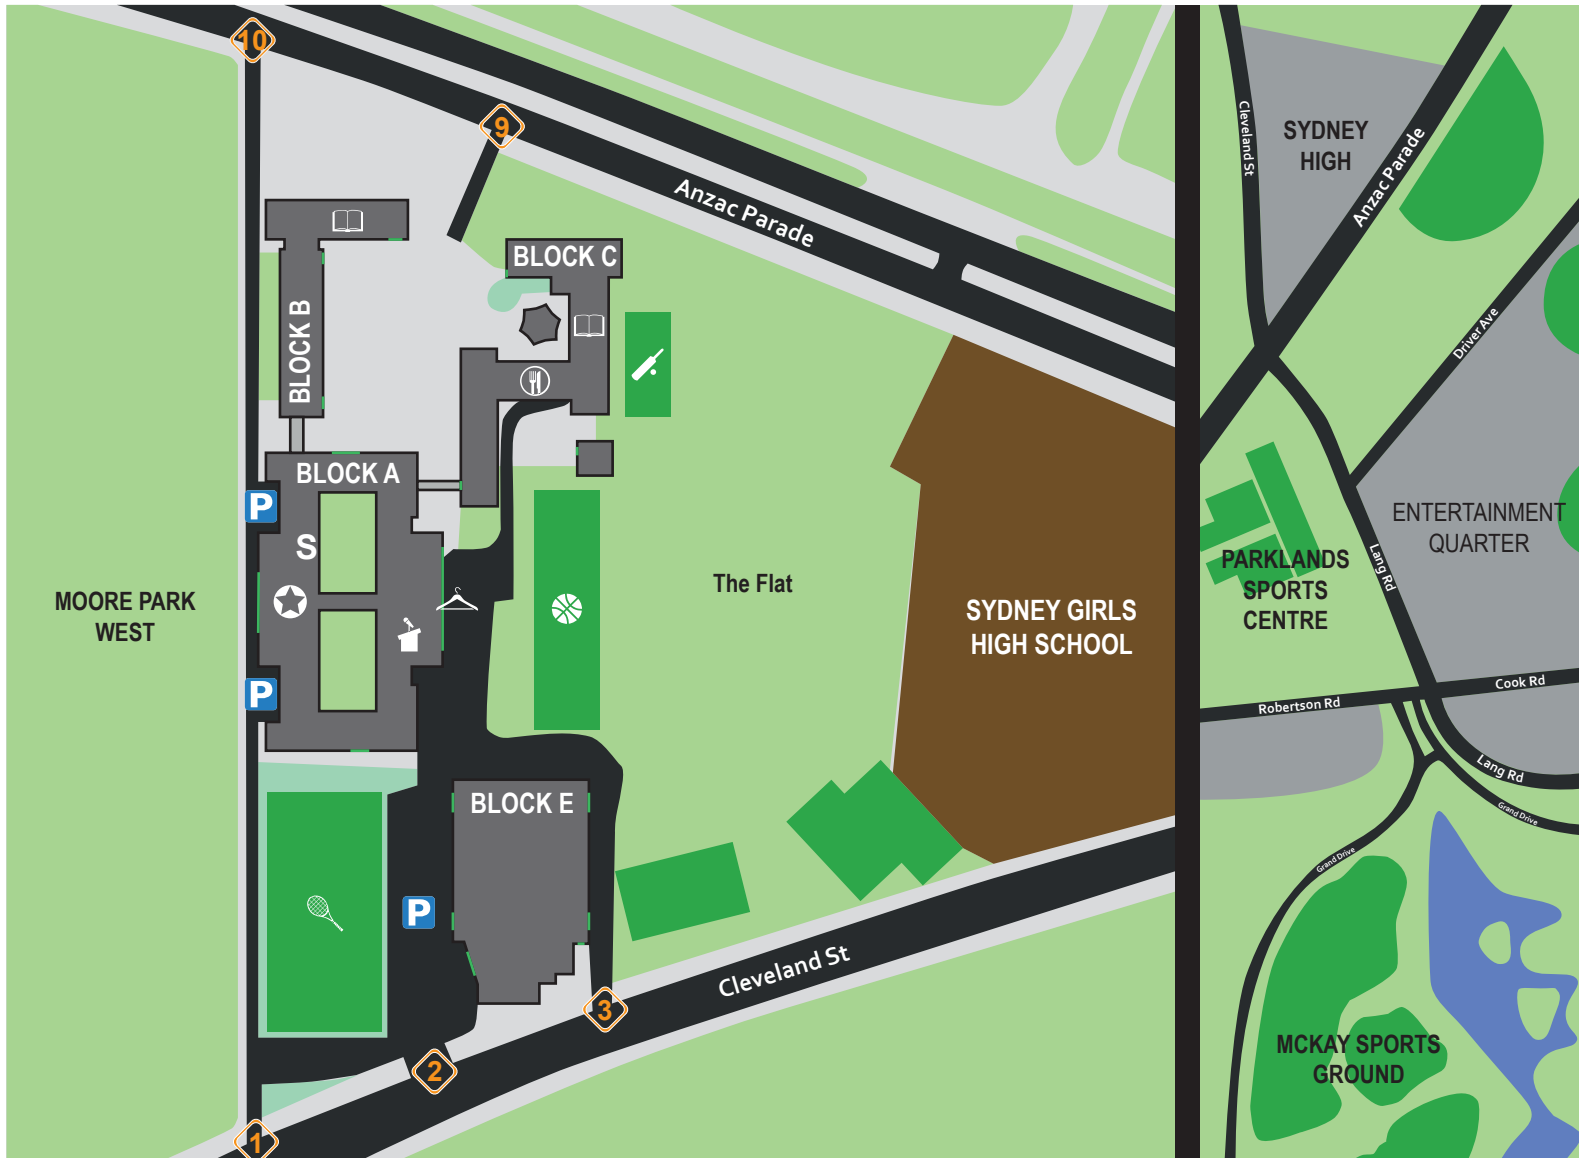 10
9
Anzac Parade
BLOCK C
BLOCK B
BLOCK A
P
S
P
MOORE PARK
WEST
The Flat
SYDNEY GIRLS
HIGH SCHOOL
BLOCK E
P
Cleveland St
3
2
1
Cleveland St
SYDNEY
HIGH
Anzac Parade
Driver Ave
ENTERTAINMENT
QUARTER
Lang Rd
PARKLANDS
SPORTS
CENTRE
Cook Rd
Robertson Rd
Lang Rd
Grand Drive
Grand Drive
MCKAY SPORTS
GROUND